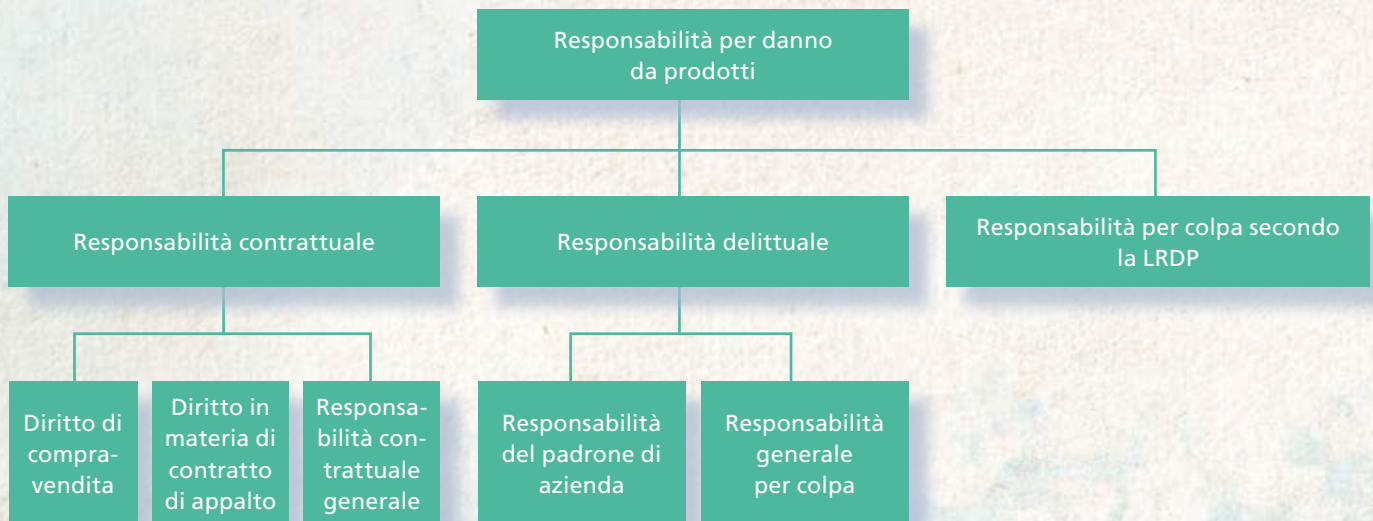 Responsabilità per danno
da prodotti
Responsabilità contrattuale
Responsabilità delittuale
Responsabilità per colpa secondo
la LRDP
Diritto di
compra-
vendita
Diritto in
materia di
contratto
di appalto
Responsa-
bilità con-
trattuale
generale
Responsabilità
del padrone di
azienda
Responsabilità
generale
per colpa